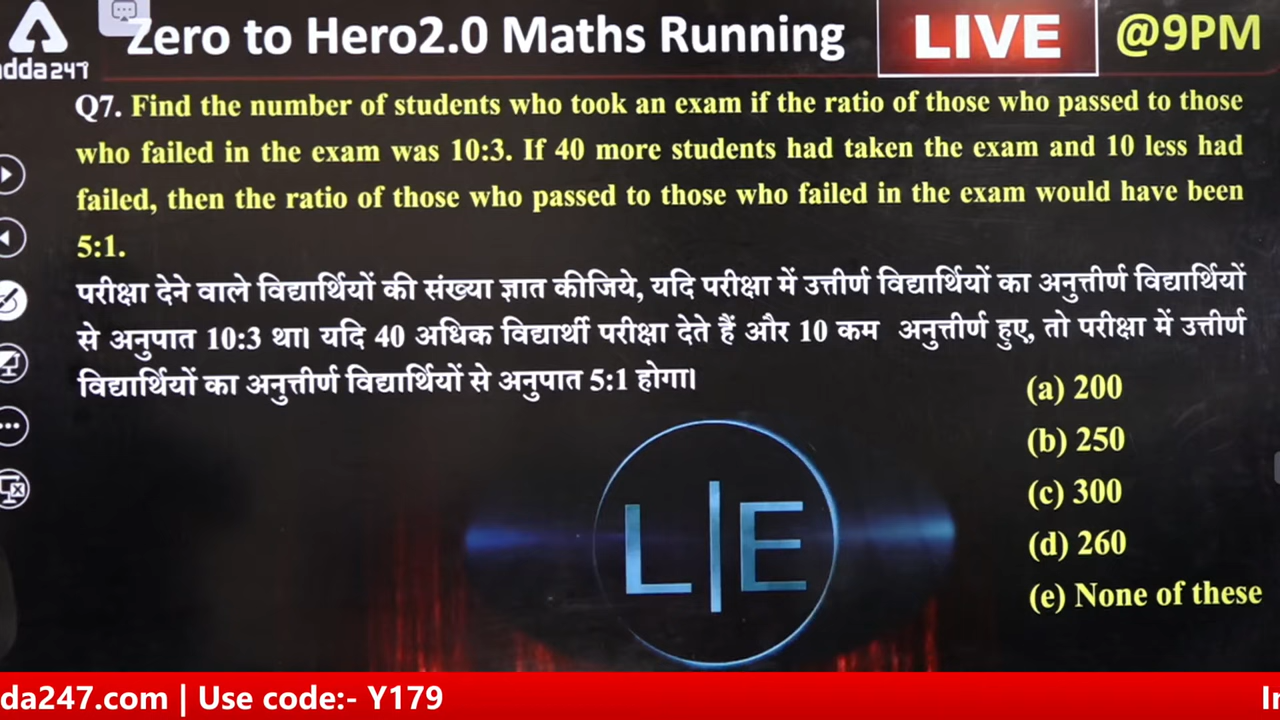 Zero to Hero2.0 Maths Running LIVE @9PM
adda247
Q7. Find the number of students who took an exam if the ratio of those who passed to those
who failed in the exam was 10:3. If 40 more students had taken the exam and 10 less had
failed, then the ratio of those who passed to those who failed in the exam would have been
5:1.
परीक्षा देने वाले विद्यार्थियों की संख्या ज्ञात कीजिये, यदि परीक्षा में उत्तीर्ण विद्यार्थियों का अनुत्तीर्ण विद्यार्थियों
से अनुपात 10:3 था। यदि 40 अधिक विद्यार्थी परीक्षा देते हैं और 10 कम अनुत्तीर्ण हुए, तो परीक्षा में उत्तीर्ण
विद्यार्थियों का अनुत्तीर्ण विद्यार्थियों से अनुपात 5:1 होगा।
(a) 200
(b) 250
(c) 300
(d) 260
(e) None of these
L|E
da247.com | Use code:- Y179